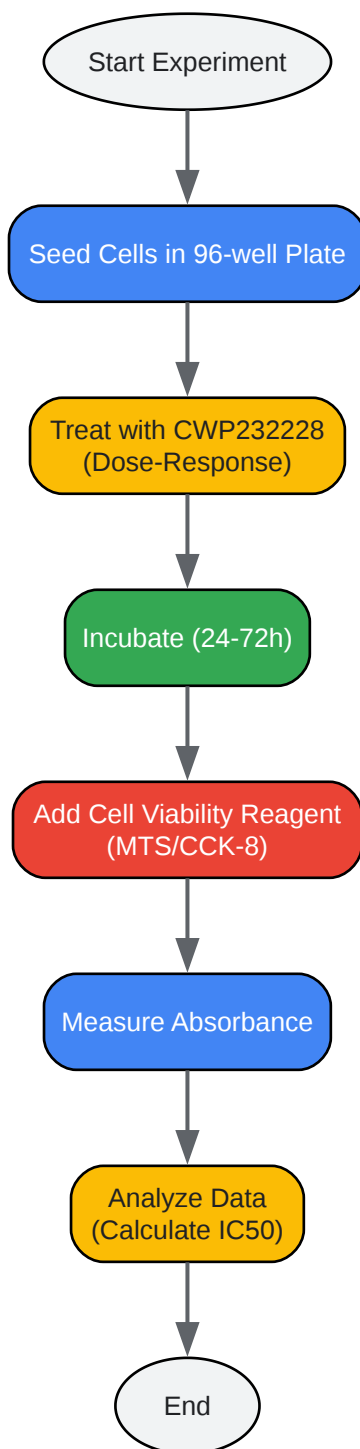 Start Experiment
Seed Cells in 96-well Plate
Treat with CWP232228
(Dose-Response)
Incubate (24-72h)
Add Cell Viability Reagent
(MTS/CCK-8)
Measure Absorbance
Analyze Data
(Calculate IC50)
End